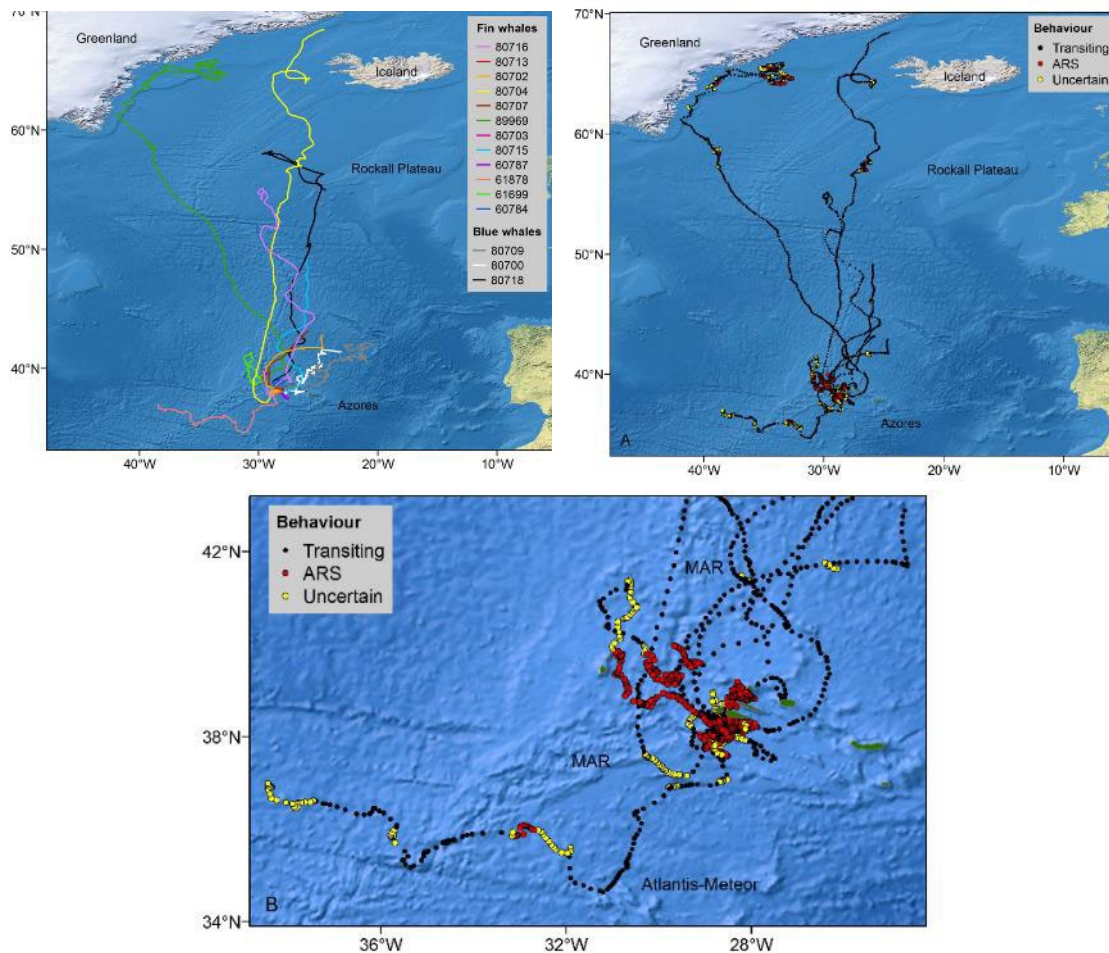 70°N
60°N
50°N
40°N
40°W
30°W
20°W
10°W
Greenland
Iceland
Rockall Plateau
Azores
Fin whales
80716
80713
80702
80704
80707
89969
80703
80715
60787
61878
61699
60784
Blue whales
80709
80700
80718
70°N
60°N
50°N
40°N
40°W
30°W
20°W
10°W
Greenland
Iceland
Rockall Plateau
Azores
A
Behaviour
Transiting
ARS
Uncertain
Behaviour
Transiting
ARS
Uncertain
42°N
38°N
34°N
MAR
MAR
Atlantis-Meteor
B
36°W
32°W
28°W